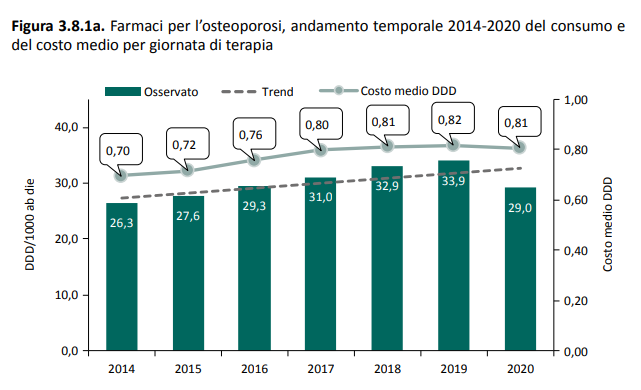 Figura 3.8.1a. Farmaci per l’osteoporosi, andamento temporale 2014-2020 del consumo e
del costo medio per giornata di terapia
Osservato Trend Costo medio DDD
DDD/1000 ab die
40,0
30,0
20,0
10,0
0,0
0,70 0,72 0,76 0,80 0,81 0,82 0,81
26,3 27,6 29,3 31,0 32,9 33,9 29,0
1,00
0,80
0,60
0,40
0,20
0,00
Costo medio DDD
2014 2015 2016 2017 2018 2019 2020